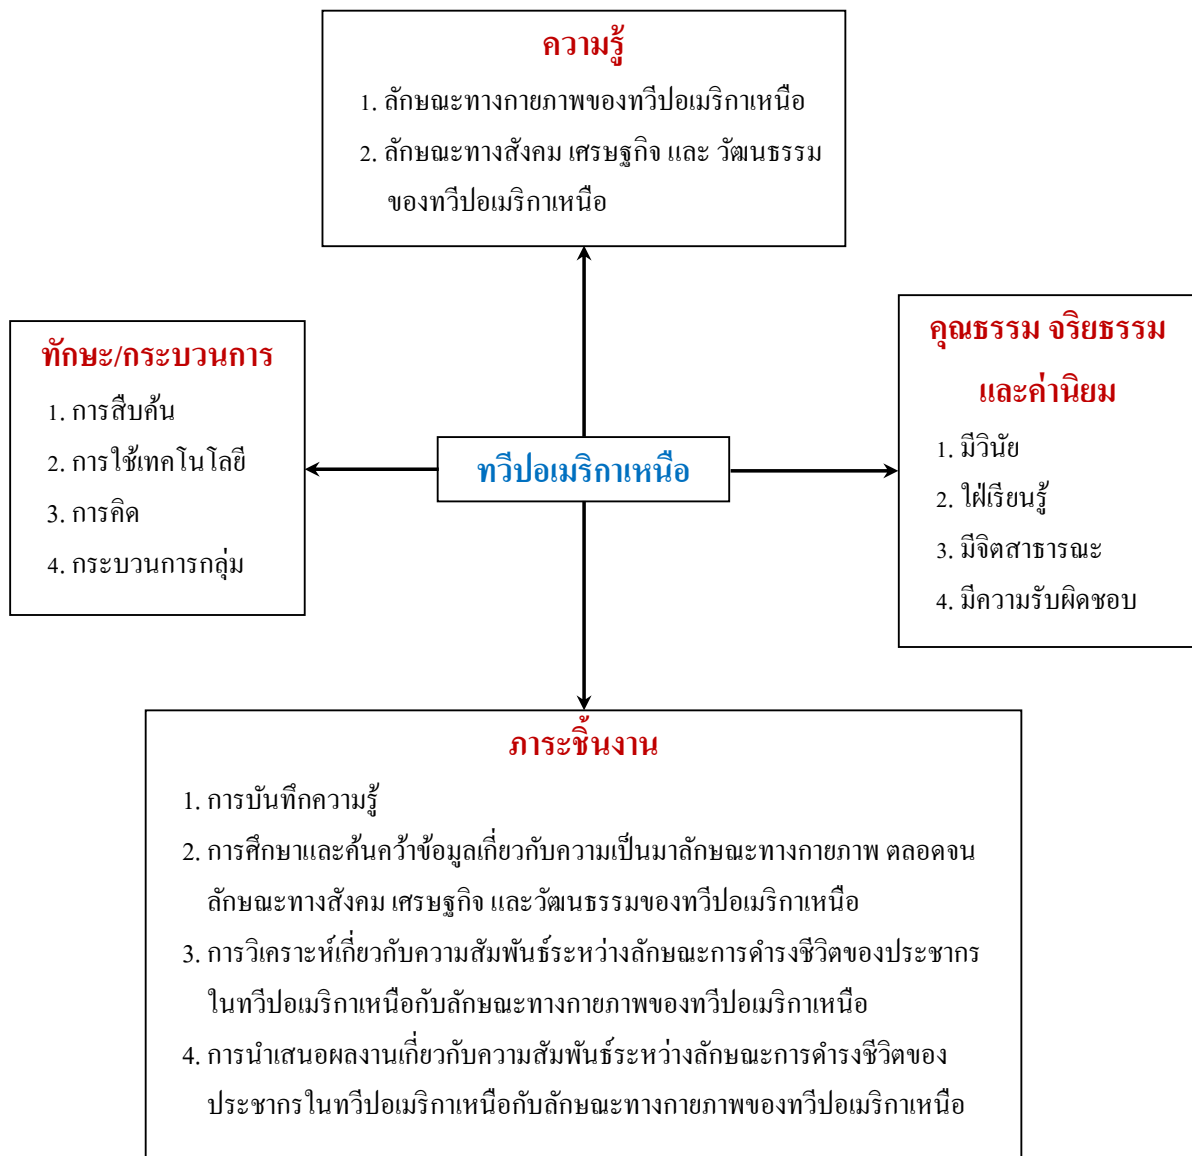 ความรู้
1. ลักษณะทางกายภาพของทวีปอเมริกาเหนือ
2. ลักษณะทางสังคม เศรษฐกิจ และ วัฒนธรรม
ของทวีปอเมริกาเหนือ
ทักษะ/กระบวนการ
1. การสืบค้น
2. การใช้เทคโนโลยี
3. การคิด
4. กระบวนการกลุ่ม
ทวีปอเมริกาเหนือ
คุณธรรม จริยธรรม
และค่านิยม
1. มีวินัย
2. ใฝ่เรียนรู้
3. มีจิตสาธารณะ
4. มีความรับผิดชอบ
ภาระชิ้นงาน
1. การบันทึกความรู้
2. การศึกษาและค้นคว้าข้อมูลเกี่ยวกับความเป็นมาลักษณะทางกายภาพ ตลอดจน
ลักษณะทางสังคม เศรษฐกิจ และวัฒนธรรมของทวีปอเมริกาเหนือ
3. การวิเคราะห์เกี่ยวกับความสัมพันธ์ระหว่างลักษณะการดำรงชีวิตของประชากร
ในทวีปอเมริกาเหนือกับลักษณะทางกายภาพของทวีปอเมริกาเหนือ
4. การนำเสนอผลงานเกี่ยวกับความสัมพันธ์ระหว่างลักษณะการดำรงชีวิตของ
ประชากรในทวีปอเมริกาเหนือกับลักษณะทางกายภาพของทวีปอเมริกาเหนือ